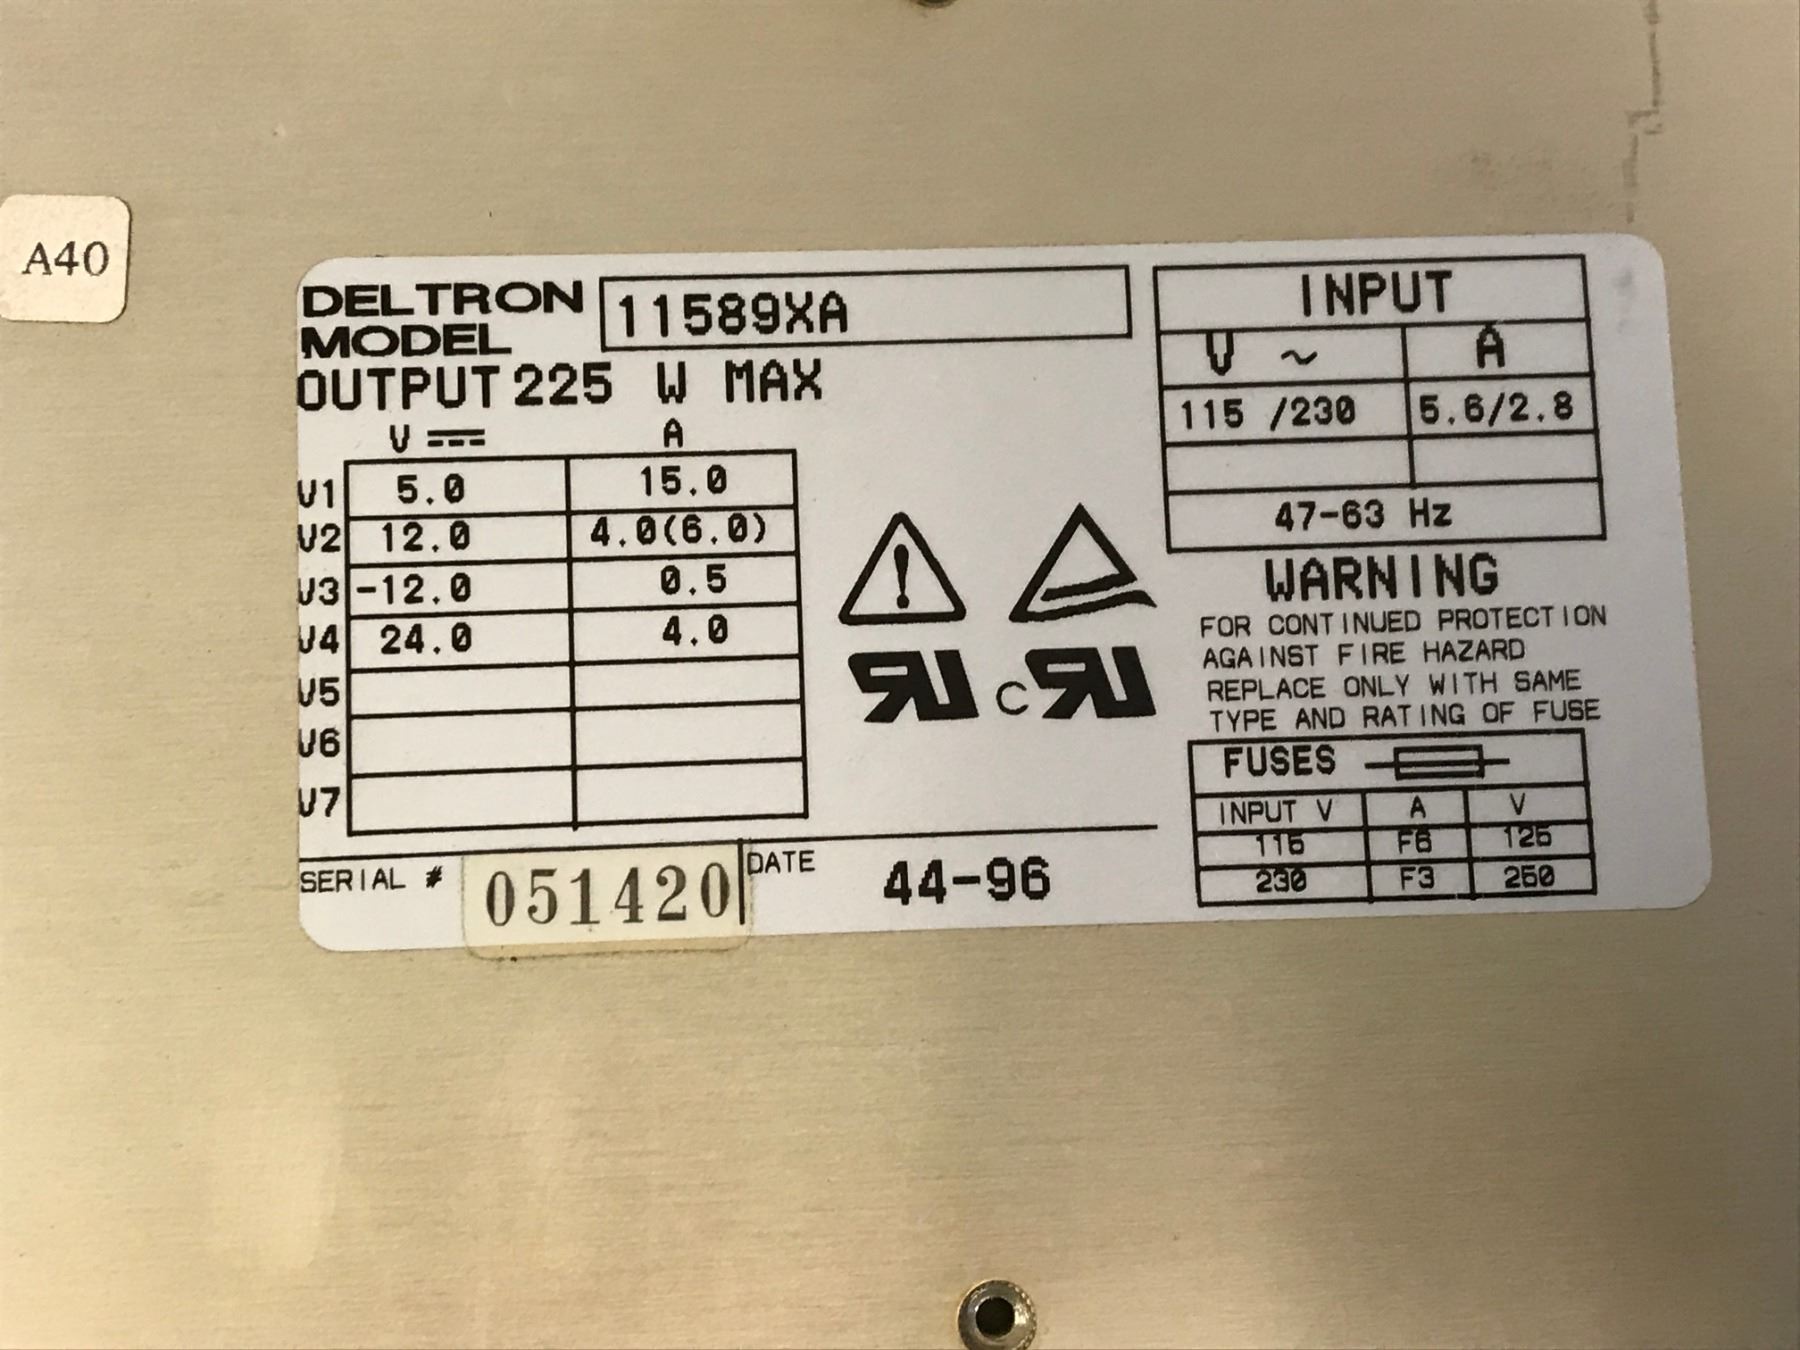 A40
DELTRON MODEL 11589XA
OUTPUT 225 W MAX
V A
V1 5.0 15.0
V2 12.0 4.0(6.0)
V3 -12.0 0.5
V4 24.0 4.0
V5
V6
V7
SERIAL # 051420 DATE 44-96
INPUT
V ~ A
115 /230 5.6/2.8
47-63 Hz
WARNING
FOR CONTINUED PROTECTION
AGAINST FIRE HAZARD
REPLACE ONLY WITH SAME
TYPE AND RATING OF FUSE
FUSES
INPUT V A V
115 F6 125
230 F3 250
c